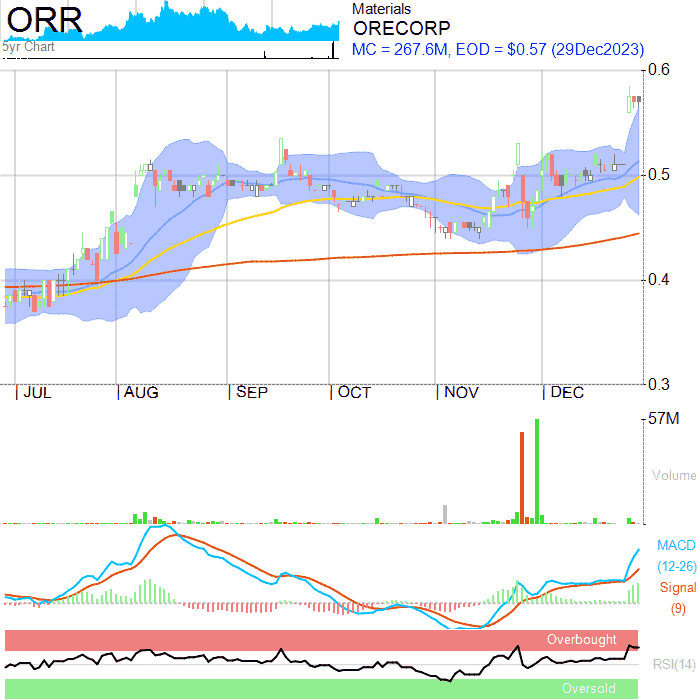 ORR
5yr Chart
Materials
ORECORP
MC = 267.6M, EOD = $0.57 (29Dec2023)
0.6
0.5
0.4
0.3
JUL AUG SEP OCT NOV DEC
57M
Volume
MACD
(12-26)
Signal
(9)
Overbought
RSI(14)
Oversold